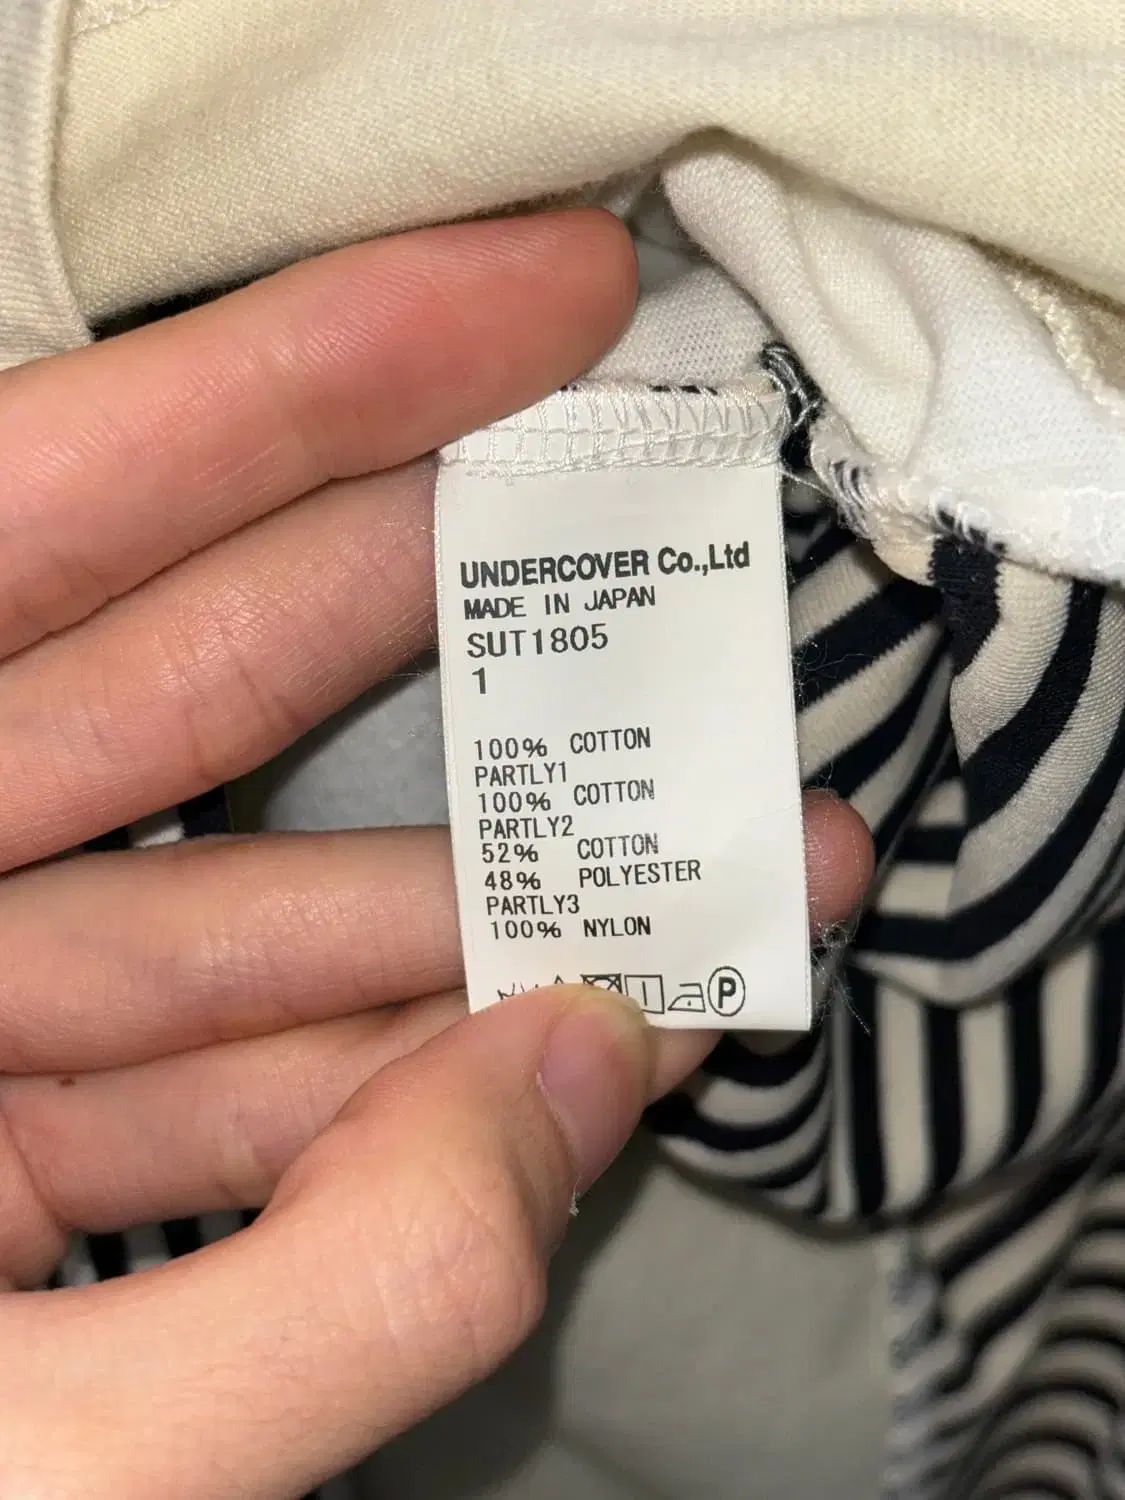 UNDERCOVER Co.,Ltd
MADE IN JAPAN
SUT1805
1
100% COTTON
PARTLY1
100% COTTON
PARTLY2
52% COTTON
48% POLYESTER
PARTLY3
100% NYLON
P